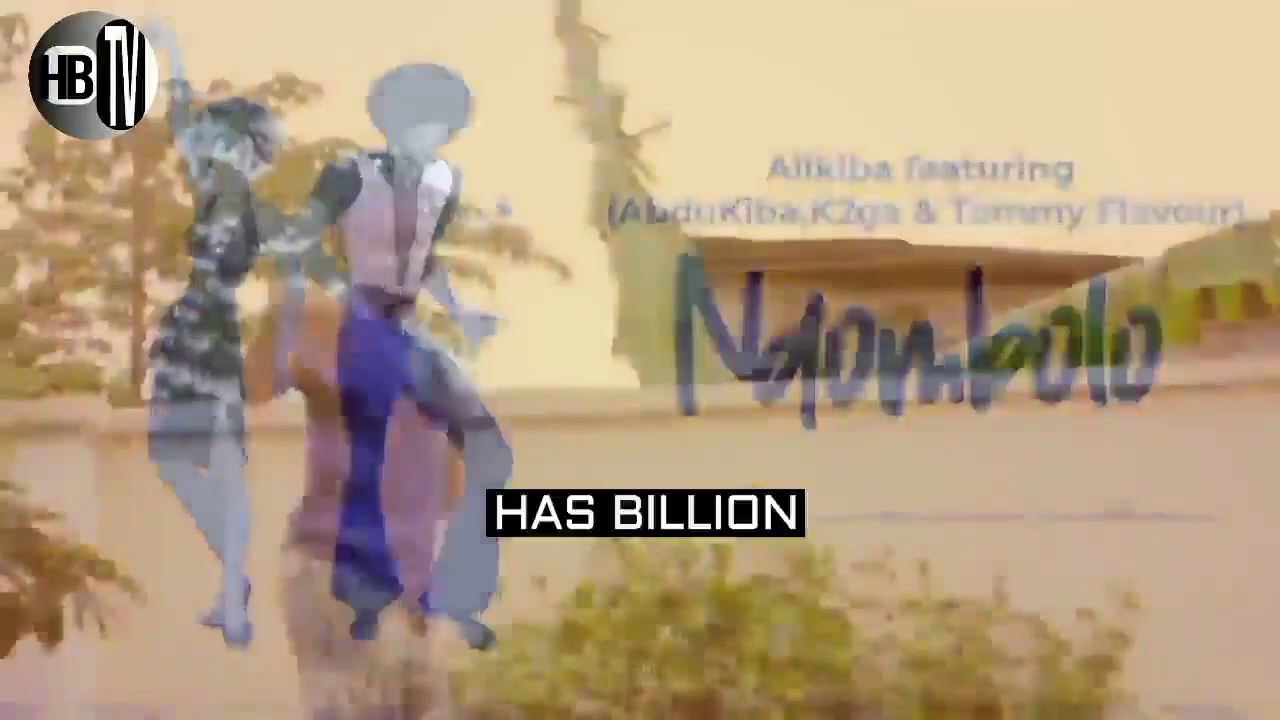 HB TV
Alikiba featuring
(AbduKiba,K2ga & Tommy Flavour)
Ndombolo
HAS BILLION